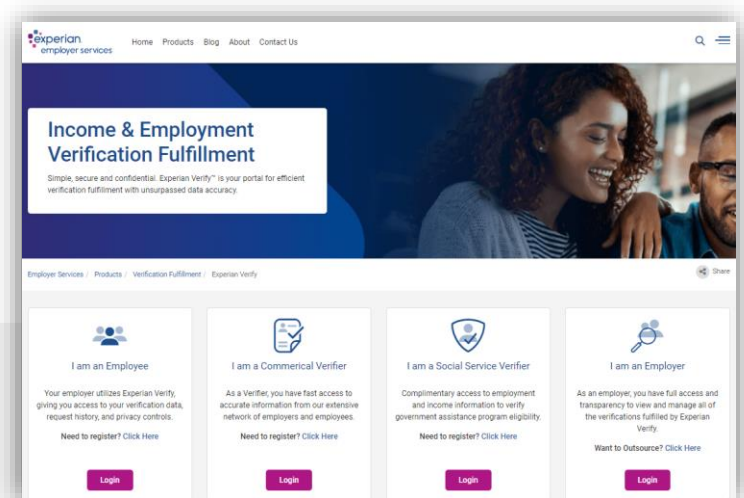 experian
employer services
Home Products Blog About Contact Us
Income & Employment
Verification Fulfillment
Simple, secure and confidential. Experian Verify™ is your portal for efficient
verification fulfillment with unsurpassed data accuracy.
Employer Services / Products / Verification Fulfillment / Experian Verify
Share
I am an Employee
Your employer utilizes Experian Verify,
giving you access to your verification data,
request history, and privacy controls.
Need to register? Click Here
Login
I am a Commerical Verifier
As a Verifier, you have fast access to
accurate information from our extensive
network of employers and employees.
Need to register? Click Here
Login
I am a Social Service Verifier
Complimentary access to employment
and income information to verify
government assistance program eligibility.
Need to register? Click Here
Login
I am an Employer
As an employer, you have full access and
transparency to view and manage all of
the verifications fulfilled by Experian
Verify.
Want to Outsource? Click Here
Login